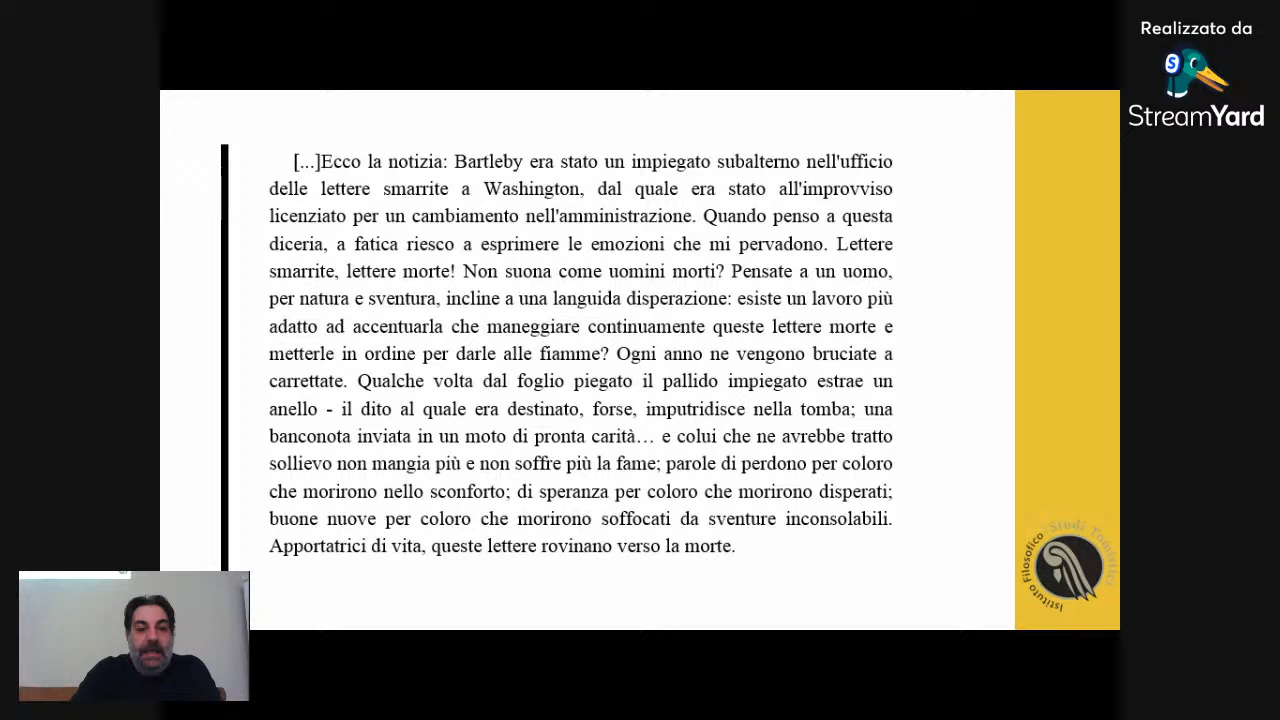 Realizzato da
StreamYard
[...]Ecco la notizia: Bartleby era stato un impiegato subalterno nell'ufficio
delle lettere smarrite a Washington, dal quale era stato all'improvviso
licenziato per un cambiamento nell'amministrazione. Quando penso a questa
diceria, a fatica riesco a esprimere le emozioni che mi pervadono. Lettere
smarrite, lettere morte! Non suona come uomini morti? Pensate a un uomo,
per natura e sventura, incline a una languida disperazione: esiste un lavoro più
adatto ad accentuarla che maneggiare continuamente queste lettere morte e
metterle in ordine per darle alle fiamme? Ogni anno ne vengono bruciate a
carrettate. Qualche volta dal foglio piegato il pallido impiegato estrae un
anello - il dito al quale era destinato, forse, imputridisce nella tomba; una
banconota inviata in un moto di pronta carità… e colui che ne avrebbe tratto
sollievo non mangia più e non soffre più la fame; parole di perdono per coloro
che morirono nello sconforto; di speranza per coloro che morirono disperati;
buone nuove per coloro che morirono soffocati da sventure inconsolabili.
Apportatrici di vita, queste lettere rovinano verso la morte.
Istituto Filosofico di Studi Tomistici